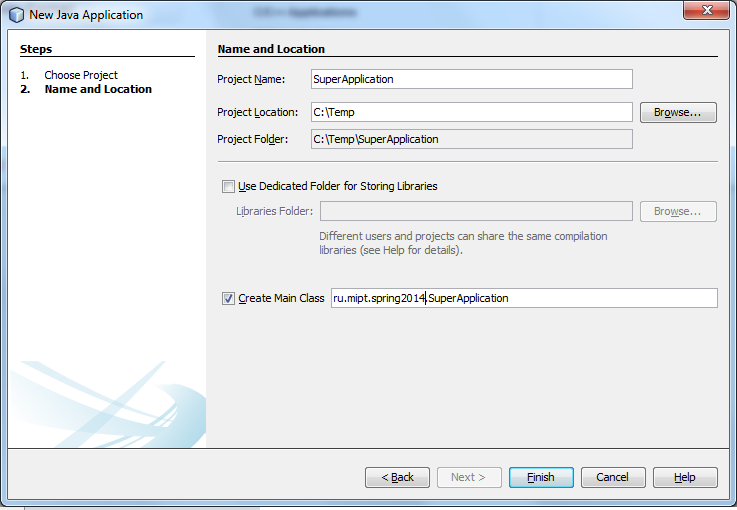 New Java Application
Steps
1. Choose Project
2. Name and Location
Name and Location
Project Name: SuperApplication
Project Location: C:\Temp Browse...
Project Folder: C:\Temp\SuperApplication
Use Dedicated Folder for Storing Libraries
Libraries Folder: Browse...
Different users and projects can share the same compilation
libraries (see Help for details).
Create Main Class ru.mipt.spring2014.SuperApplication
< Back Next > Finish Cancel Help